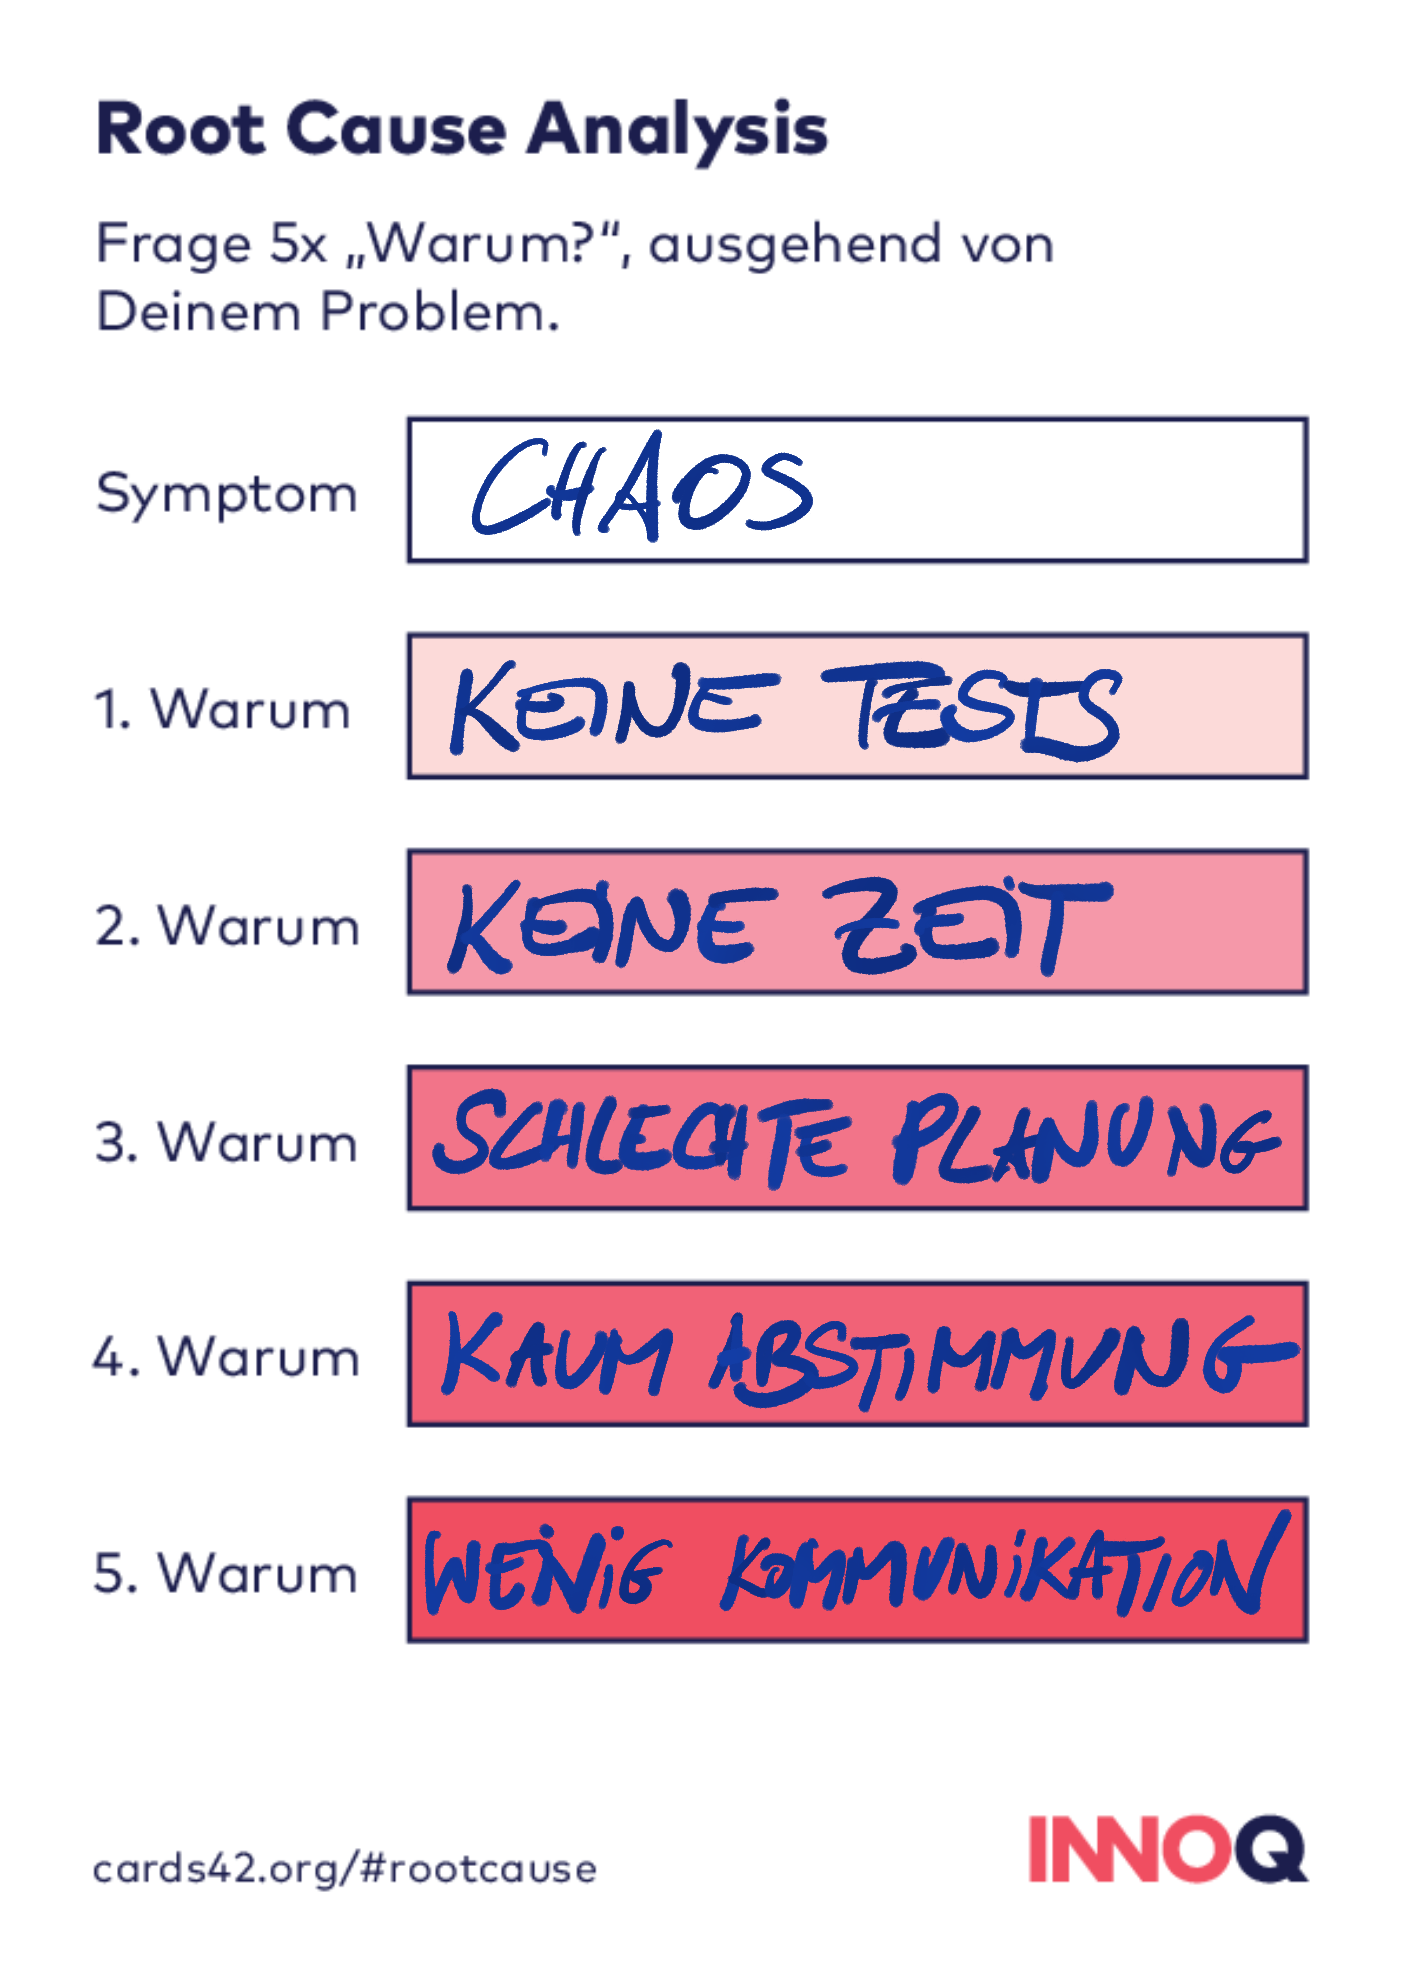 Root Cause Analysis
Frage 5x „Warum?“, ausgehend von
Deinem Problem.
Symptom CHAOS
1. Warum KEINE TESTS
2. Warum KEINE ZEIT
3. Warum SCHLECHTE PLANUNG
4. Warum KAUM ABSTIMMUNG
5. Warum WENIG KOMMUNIKATION
cards42.org/#rootcause INNOQ